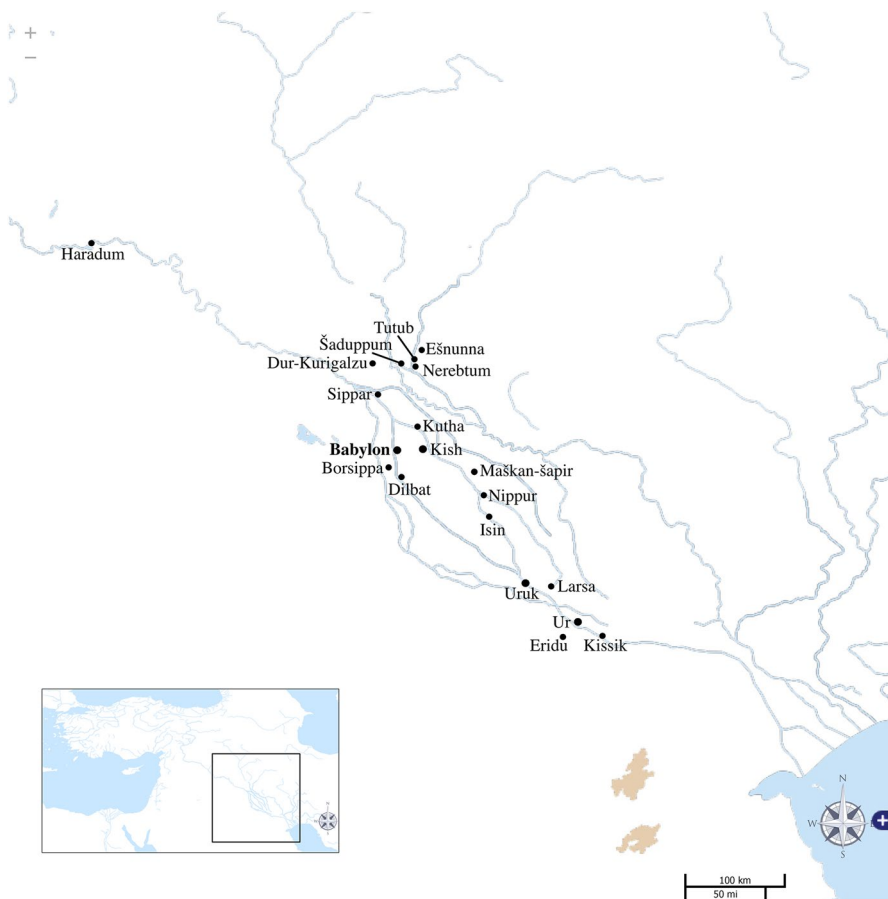 +
−
Haradum
Tutub
Šaduppum
Ešnunna
Dur-Kurigalzu
Nerebtum
Sippar
Kutha
Babylon
Kish
Borsippa
Maškan-šapir
Dilbat
Nippur
Isin
Uruk
Larsa
Ur
Eridu
Kissik
N
W
S
+
100 km
50 mi